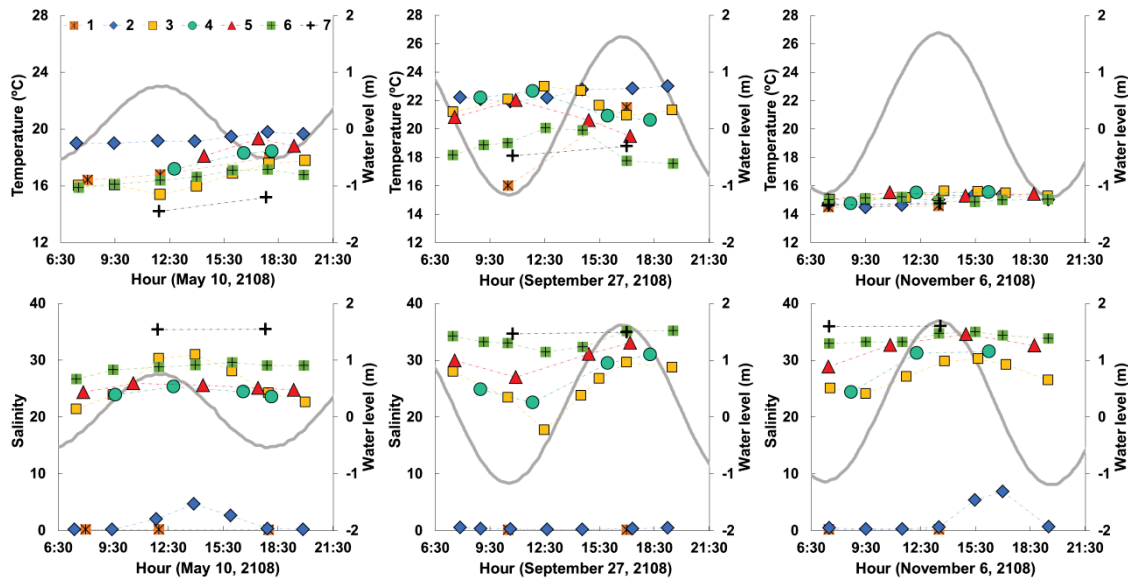 1 2 3 4 5 6 7
28 2 28 2 28 2
24 1 24 1 24 1
20 0 20 0 20 0
16 -1 16 -1 16 -1
12 -2 12 -2 12 -2
Temperature (ºC) Water level (m) Temperature (ºC) Water level (m) Temperature (ºC) Water level (m)
6:30 9:30 12:30 15:30 18:30 21:30 6:30 9:30 12:30 15:30 18:30 21:30 6:30 9:30 12:30 15:30 18:30 21:30
Hour (May 10, 2108) Hour (September 27, 2108) Hour (November 6, 2108)
40 2 40 2 40 2
30 1 30 1 30 1
20 0 20 0 20 0
10 -1 10 -1 10 -1
0 -2 0 -2 0 -2
Salinity Water level (m) Salinity Water level (m) Salinity Water level (m)
6:30 9:30 12:30 15:30 18:30 21:30 6:30 9:30 12:30 15:30 18:30 21:30 6:30 9:30 12:30 15:30 18:30 21:30
Hour (May 10, 2108) Hour (September 27, 2108) Hour (November 6, 2108)